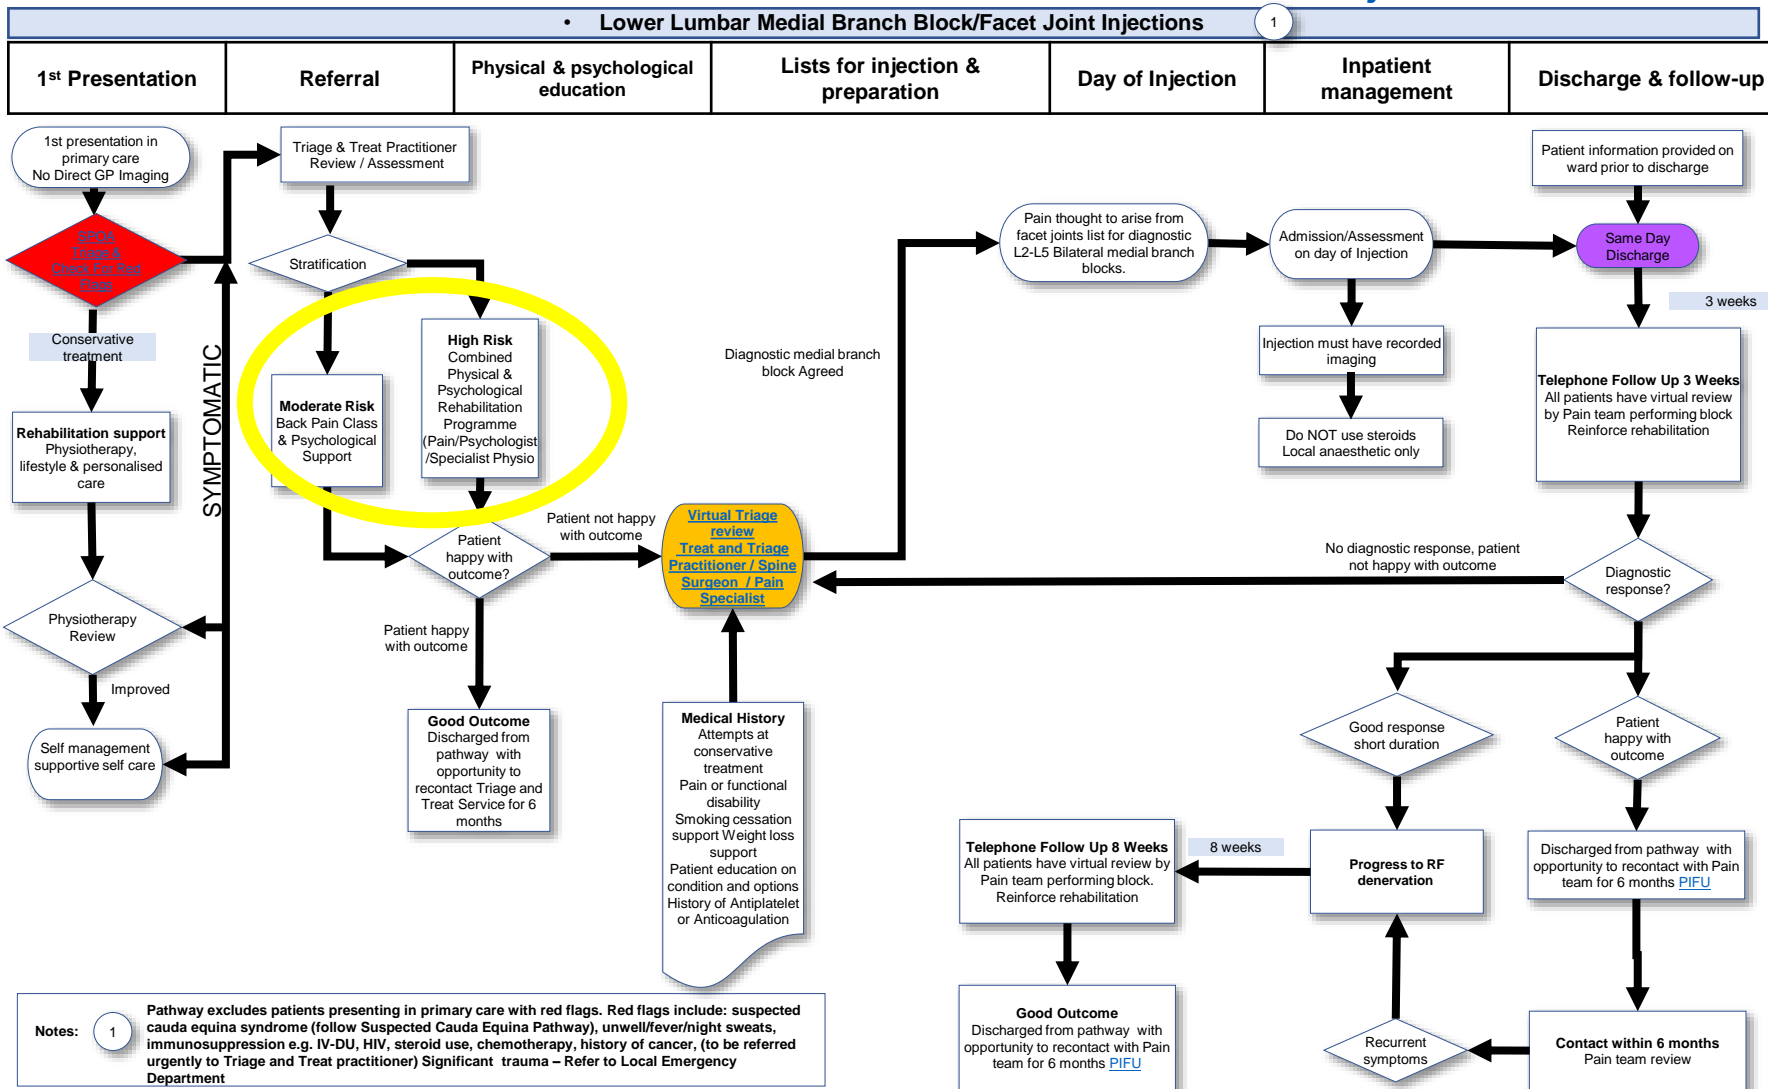 • Lower Lumbar Medial Branch Block/Facet Joint Injections 1
1st Presentation
Referral
Physical & psychological
education
Lists for injection &
preparation
Day of Injection
Inpatient
management
Discharge & follow-up
1st presentation in
primary care
No Direct GP Imaging
SPOA
Triage &
Check For Red
Flags
Conservative
treatment
Rehabilitation support
Physiotherapy,
lifestyle & personalised
care
Physiotherapy
Review
Improved
Self management
supportive self care
SYMPTOMATIC
Triage & Treat Practitioner
Review / Assessment
Stratification
Moderate Risk
Back Pain Class
& Psychological
Support
High Risk
Combined
Physical &
Psychological
Rehabilitation
Programme
(Pain/Psychologist
/Specialist Physio
Patient
happy with
outcome?
Patient not happy
with outcome
Patient happy
with outcome
Good Outcome
Discharged from
pathway with
opportunity to
recontact Triage and
Treat Service for 6
months
Virtual Triage
review
Treat and Triage
Practitioner / Spine
Surgeon / Pain
Specialist
Medical History
Attempts at
conservative
treatment
Pain or functional
disability
Smoking cessation
support Weight loss
support
Patient education on
condition and options
History of Antiplatelet
or Anticoagulation
Diagnostic medial branch
block Agreed
Pain thought to arise from
facet joints list for diagnostic
L2-L5 Bilateral medial branch
blocks.
Admission/Assessment
on day of Injection
Injection must have recorded
imaging
Do NOT use steroids
Local anaesthetic only
Patient information provided on
ward prior to discharge
Same Day
Discharge
3 weeks
Telephone Follow Up 3 Weeks
All patients have virtual review
by Pain team performing block
Reinforce rehabilitation
No diagnostic response, patient
not happy with outcome
Diagnostic
response?
Good response
short duration
Patient
happy with
outcome
Progress to RF
denervation
8 weeks
Telephone Follow Up 8 Weeks
All patients have virtual review by
Pain team performing block.
Reinforce rehabilitation
Good Outcome
Discharged from pathway with
opportunity to recontact with Pain
team for 6 months PIFU
Discharged from pathway with
opportunity to recontact with Pain
team for 6 months PIFU
Contact within 6 months
Pain team review
Recurrent
symptoms
Notes: 1
Pathway excludes patients presenting in primary care with red flags. Red flags include: suspected
cauda equina syndrome (follow Suspected Cauda Equina Pathway), unwell/fever/night sweats,
immunosuppression e.g. IV-DU, HIV, steroid use, chemotherapy, history of cancer, (to be referred
urgently to Triage and Treat practitioner) Significant trauma – Refer to Local Emergency
Department